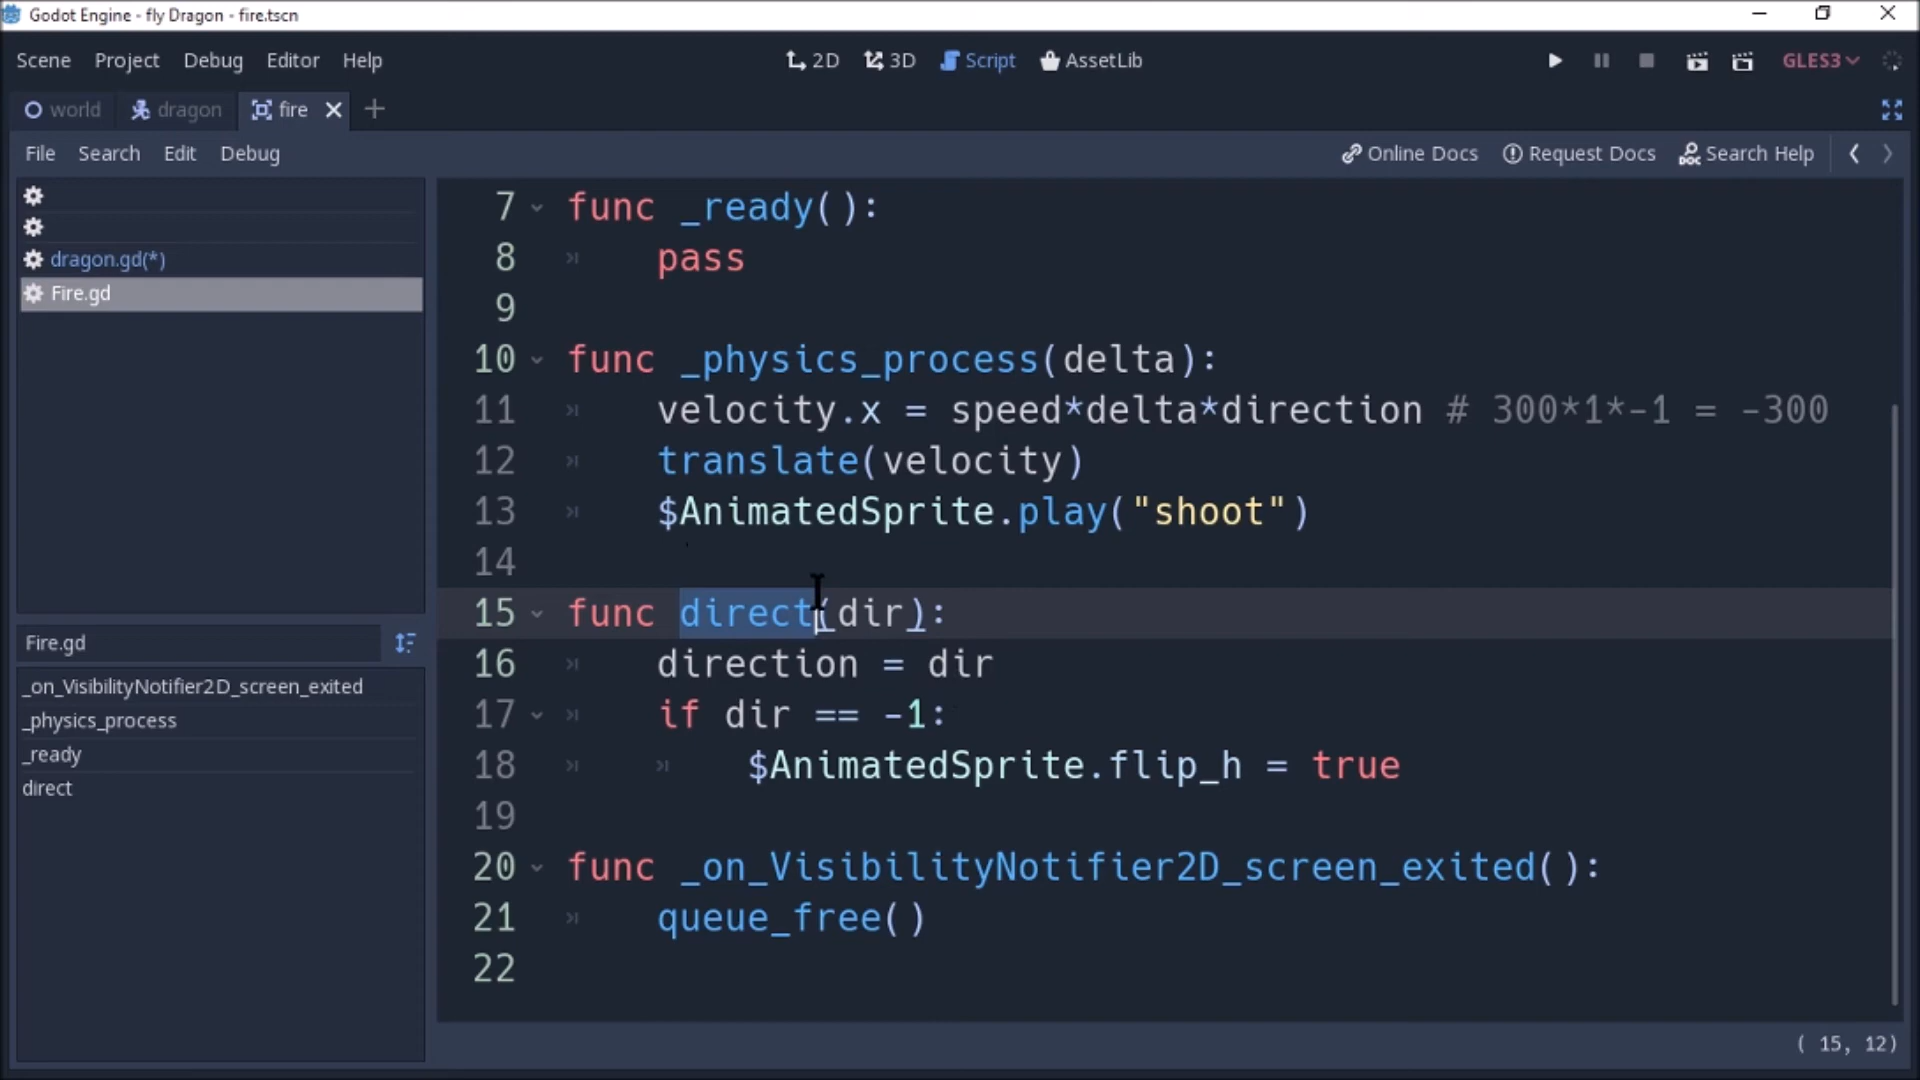 Godot Engine - fly Dragon - fire.tscn
Scene Project Debug Editor Help 2D 3D Script AssetLib GLES3
world dragon fire
File Search Edit Debug Online Docs Request Docs Search Help
dragon.gd(*)
Fire.gd
Fire.gd
_on_VisibilityNotifier2D_screen_exited
_physics_process
_ready
direct
7 func _ready():
8 pass
9
10 func _physics_process(delta):
11 velocity.x = speed*delta*direction # 300*1*-1 = -300
12 translate(velocity)
13 $AnimatedSprite.play("shoot")
14
15 func direct(dir):
16 direction = dir
17 if dir == -1:
18 $AnimatedSprite.flip_h = true
19
20 func _on_VisibilityNotifier2D_screen_exited():
21 queue_free()
22
( 15, 12)